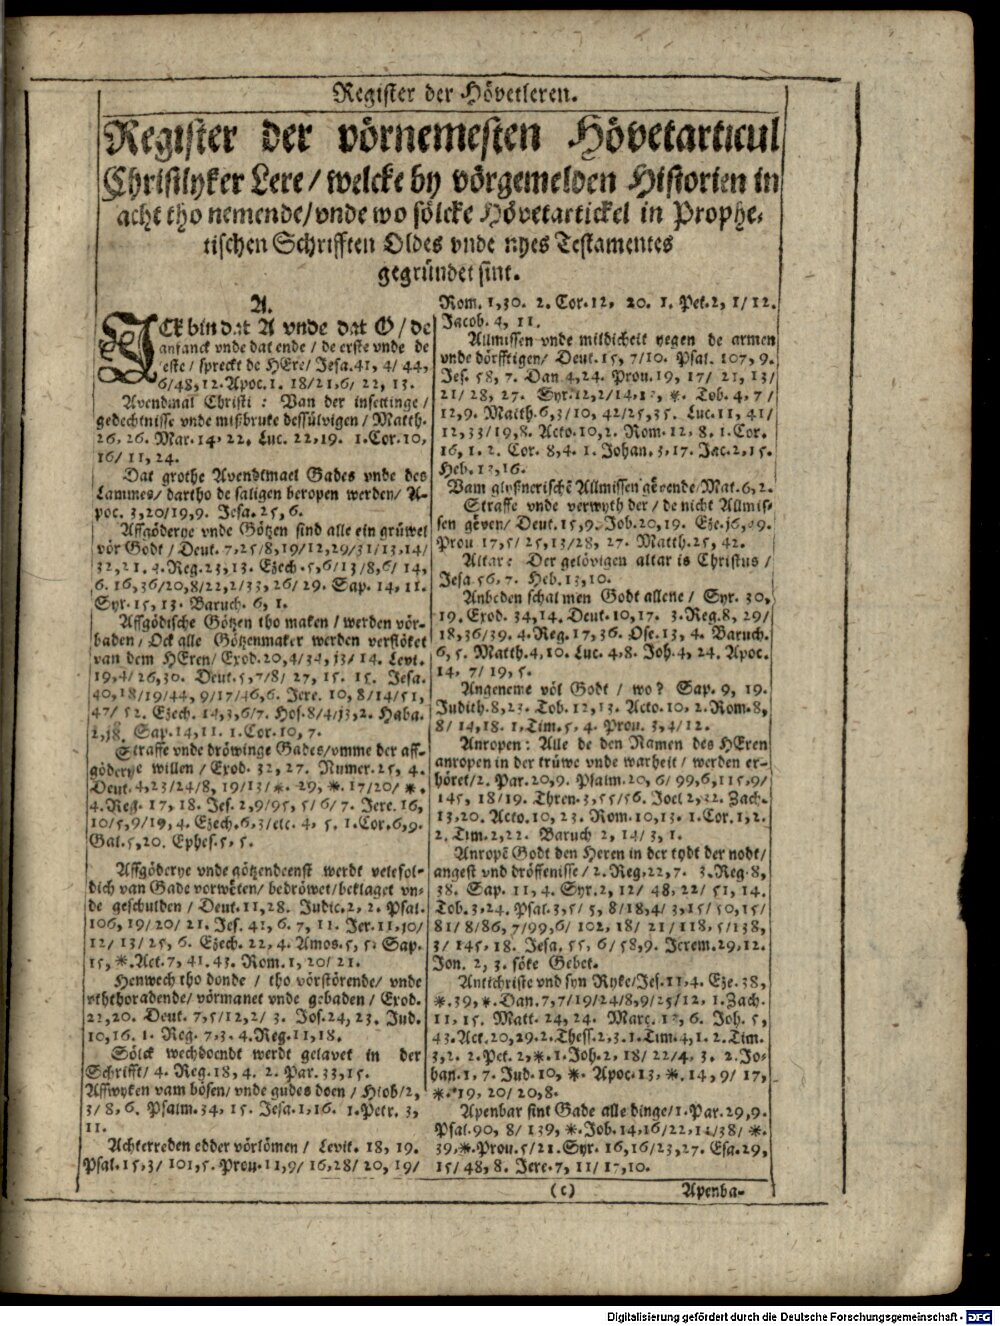 Register der Hövetleren.
Register der vörnemesten Hövetarticul
Christlyker Lere/ welcke by vörgemelden Historien in
acht tho nemende/ vnde wo sölcke Hövetartickel in Prophe-
tischen Schrifften Oldes vnde nyes Testamentes
gegründet sint.
A.
ICk bin dat A vnde dat O/ de
anfanck vnde dat ende/ de erste vnde de
leste/ spreckt de HEre/ Jesa.41, 4/ 44,
6/48,12. Apoc.1. 18/21,6/ 22, 13.
Avendmal Christi: Van der insettinge/
gedechtnisse vnde mißbruke dessülvigen/ Matth.
26, 26. Mar.14, 22. Luc. 22,19. 1.Cor.10,
16/ 11, 24.
Dat grothe Avendtmael Gades vnde des
Lammes/ dartho de saligen beropen werden/ A-
poc. 3,20/19,9. Jesa. 25, 6.
Affgöderye vnde Götzen sind alle ein grüwel
vör Godt/ Deut. 7,25/8,19/12,29/31/13,14/
32,21. 4.Reg.23,13. Ezech.5,6/13/8,6/ 14,
6. 16,36/20,8/22,2/33, 26/ 29. Sap. 14, 11.
Syr. 15, 13. Baruch. 6, 1.
Affgödische Götzen tho maken/ werden vör-
baden/ Ock alle Götzenmaker werden verflöket
van dem HEren/ Exod.20,4/34, 13/ 14. Levi.
19,4/ 26,30. Deut.5,7/8/ 27, 15. 15. Jesa.
40,18/19/44, 9/17/46,6. Jere. 10, 8/14/51,
47/ 52. Ezech. 14,3,6/7. Hos.8/4/13,2. Haba.
2,18. Sap.14,11. 1.Cor.10, 7.
Straffe vnde dröwinge Gades/vmme der aff-
göderye willen/ Exod. 32, 27. Numer.25, 4.
Deut.4,23/24/8, 19/13/ *. 29, *. 17/20/ *.
4.Reg. 17, 18. Jes. 2,9/95, 5/ 6/ 7. Jere. 16,
10/5,9/19, 4. Ezech.6,3/etc. 4, 5. 1.Cor.6,9.
Gal.5,20. Ephes.5, 5.
Affgöderye vnde götzendeenst werdt velefol-
dich van Gade vorwêten/ bedröwet/beklaget vn-
de geschulden/ Deut.11,28. Judic.2, 2. Psal.
106, 19/ 20/ 21. Jes. 41, 6. 7, 11. Jer.11,10/
12/ 13/ 25, 6. Ezech. 22, 4. Amos.5, 5. Sap.
15, *. Act.7, 41. 43. Rom. 1, 20/ 21.
Henwech tho donde/ tho vörstörende/ vnde
vththoradende/ vörmanet vnde gebaden/ Exod.
22,20. Deut. 7,5/12,2/ 3. Jos.24, 23. Jud.
10,16. 1. Reg. 7,3. 4.Reg.11,18.
Sölck wechdoendt werdt gelavet in der
Schrifft/ 4. Reg. 18, 4. 2. Par. 33,15.
Affwyken vam bösen/ vnde gudes doen/ Hiob/2,
3/ 8, 6. Psalm.34, 15. Jesa.1,16. 1.Petr. 3,
11.
Achterreden edder vörlömen/ Levit. 18, 19.
Psal.15,3/ 101,5. Prou.11,9/ 16,28/ 20, 19/
Rom. 1,30. 2. Cor.12, 20. 1. Pet.2, 1/12.
Jacob. 4, 11.
Allmissen vnde mildicheit yegen de armen
vnde dörfftigen/ Deut. 15, 7/10. Psal. 107, 9.
Jes. 58, 7. Dan 4,24. Prou.19, 17/ 21, 13/
21/ 28, 27. Syr.12,2/14,13, *. Tob. 4, 7/
12,9. Matth.6,3/10, 42/25,35. Luc.11, 41/
12,33/19,8. Acto.10,2. Rom.12, 8. 1.Cor.
16, 1. 2. Cor. 8,4. 1. Johan. 3,17. Jac.2,15.
Heb. 13,16.
Vam glyßnerischē Allmissen gêvende/Mat.6,2.
Straffe vnde verwyth der/ de nicht Allmis-
sen gêven/ Deut.15,9. Job.20,19. Eze.16,49.
Prou 17,5/ 25,13/28, 27. Matth.25, 42.
Altar: Der gelövigen altar is Christus/
Jesa 56, 7. Heb. 13,10.
Anbeden schal men Godt allene/ Syr. 30,
19. Exod. 34,14. Deut.10,17. 3.Reg.8, 29/
18,36/39. 4.Reg.17,36. Ose.13, 4. Baruch.
6, 5. Matth.4,10. Luc. 4,8. Joh.4, 24. Apoc.
14, 7/ 19, 5.
Angeneme völ Godt/ wo? Sap. 9, 19.
Judith.8,23. Tob. 12,13. Acto.10, 2. Rom.8,
8/ 14,18. 1.Tim.5, 4. Prou. 3,4/12.
Anropen: Alle de den Namen des HEren
anropen in der trüwe vnde warheit/ werden er-
höret/2. Par.20,9. Psalm.20, 6/ 99,6,115,9/
145, 18/19. Thren.3,55/56. Joel 2,32. Zach.
13,20. Acto.10, 23. Rom.10,13. 1.Cor.1,2.
2. Tim.2,22. Baruch 2, 14/ 3, 1.
Anropē Godt den Heren in der tydt der nodt/
angest vnd dröffenisse/ 2. Reg.22,7. 3.Reg.8,
38. Sap. 11, 4. Syr.2, 12/ 48, 22/ 51, 14.
Tob.3,24. Psal.3,5/ 5, 8/18,4/ 3,15/ 50,15/
81/ 8/86, 7/99,6/ 102, 18/ 21/ 118, 5/138,
3/ 145, 18. Jesa, 55, 6/ 58,9. Jerem.29,12.
Jon. 2, 3. söke Gebet.
Antichriste vnd syn Ryke/Jes.11,4. Eze.38,
*. 39, *. Dan.7,7/19/24/8,9/25/12, 1.Zach.
11, 15. Matt. 24, 24. Marc. 13, 6. Joh. 5,
43.Act.20,29.2.Thess.2,3.1.Tim.4,1.2.Tim.
3,2. 2.Pet. 2,*.1.Joh.2, 18/ 22/4. 3. 2.Jo-
han. 1, 7. Jud. 10, *. Apoc.13, *. 14, 9/ 17,
*. 19, 20/ 20,8.
Apenbar sint Gade alle dinge/1.Par.29,9.
Psal.90, 8/ 139, *.Job.14,16/22,14/38/ *.
39,*.Prou.5/21.Syr. 16,16/23,27. Esa.29,
15/ 48, 8. Jere.7, 11/ 17,10.
(c)
Apenba-
Digitalisierung gefördert durch die Deutsche Forschungsgemeinschaft - DFG